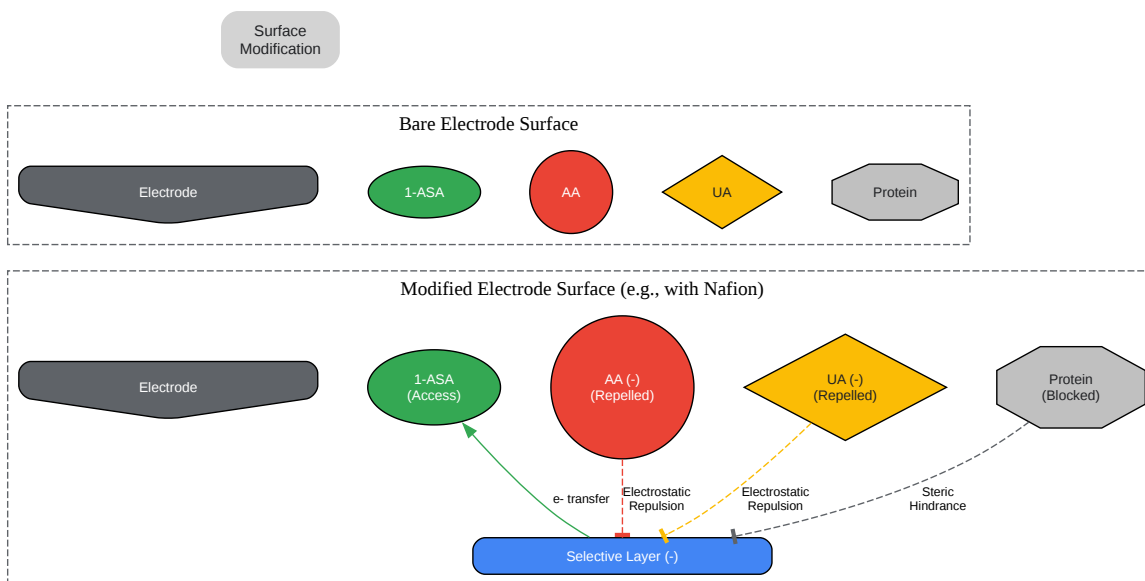 Surface
Modification
Bare Electrode Surface
Electrode
1-ASA
AA
UA
Protein
Modified Electrode Surface (e.g., with Nafion)
Electrode
1-ASA
(Access)
AA (-)
(Repelled)
UA (-)
(Repelled)
Protein
(Blocked)
e- transfer
Electrostatic
Repulsion
Electrostatic
Repulsion
Steric
Hindrance
Selective Layer (-)